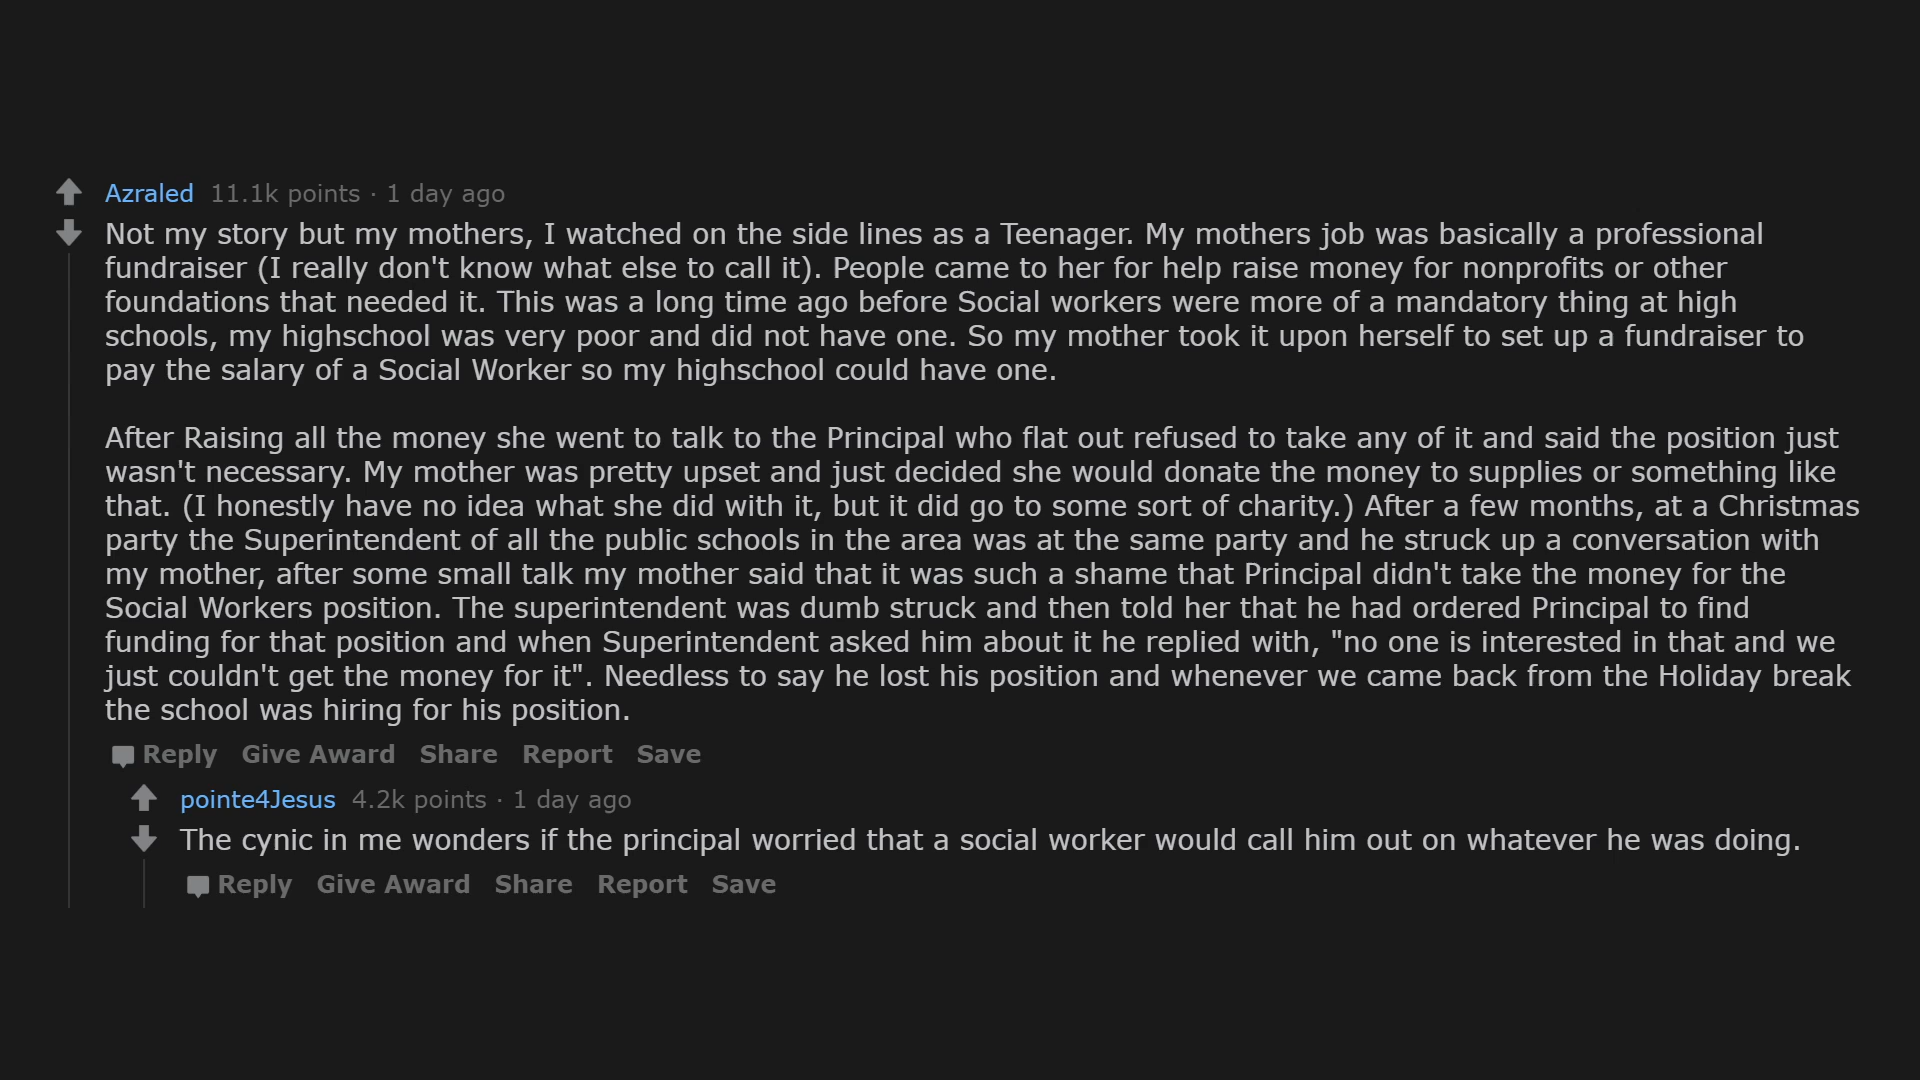 Azraled 11.1k points · 1 day ago
Not my story but my mothers, I watched on the side lines as a Teenager. My mothers job was basically a professional
fundraiser (I really don't know what else to call it). People came to her for help raise money for nonprofits or other
foundations that needed it. This was a long time ago before Social workers were more of a mandatory thing at high
schools, my highschool was very poor and did not have one. So my mother took it upon herself to set up a fundraiser to
pay the salary of a Social Worker so my highschool could have one.
After Raising all the money she went to talk to the Principal who flat out refused to take any of it and said the position just
wasn't necessary. My mother was pretty upset and just decided she would donate the money to supplies or something like
that. (I honestly have no idea what she did with it, but it did go to some sort of charity.) After a few months, at a Christmas
party the Superintendent of all the public schools in the area was at the same party and he struck up a conversation with
my mother, after some small talk my mother said that it was such a shame that Principal didn't take the money for the
Social Workers position. The superintendent was dumb struck and then told her that he had ordered Principal to find
funding for that position and when Superintendent asked him about it he replied with, "no one is interested in that and we
just couldn't get the money for it". Needless to say he lost his position and whenever we came back from the Holiday break
the school was hiring for his position.
Reply Give Award Share Report Save
pointe4Jesus 4.2k points · 1 day ago
The cynic in me wonders if the principal worried that a social worker would call him out on whatever he was doing.
Reply Give Award Share Report Save